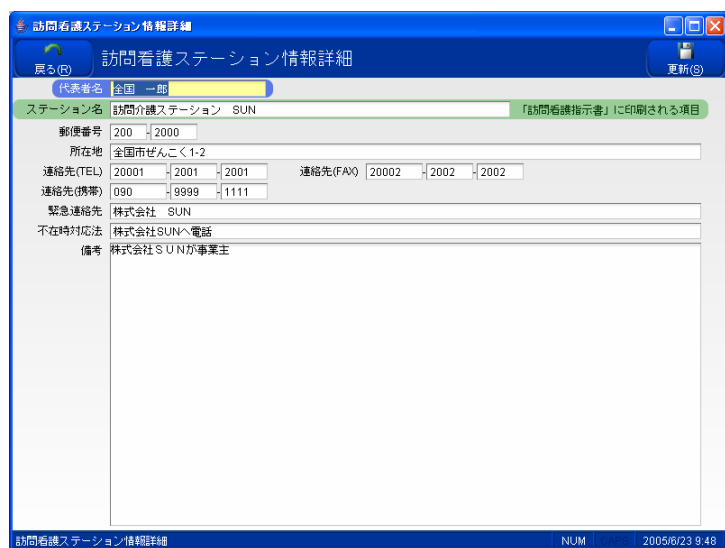 訪問看護ステーション情報詳細
戻る(R) 訪問看護ステーション情報詳細 更新(S)
代表者名 全国 一郎
ステーション名 訪問介護ステーション SUN 「訪問看護指示書」に印刷される項目
郵便番号 200 - 2000
所在地 全国市ぜんこく1-2
連絡先(TEL) 20001 - 2001 - 2001 連絡先(FAX) 20002 - 2002 - 2002
連絡先(携帯) 090 - 9999 - 1111
緊急連絡先 株式会社 SUN
不在時対応法 株式会社SUNへ電話
備考 株式会社SUNが事業主
訪問看護ステーション情報詳細 NUM CAPS 2005/6/23 9:48